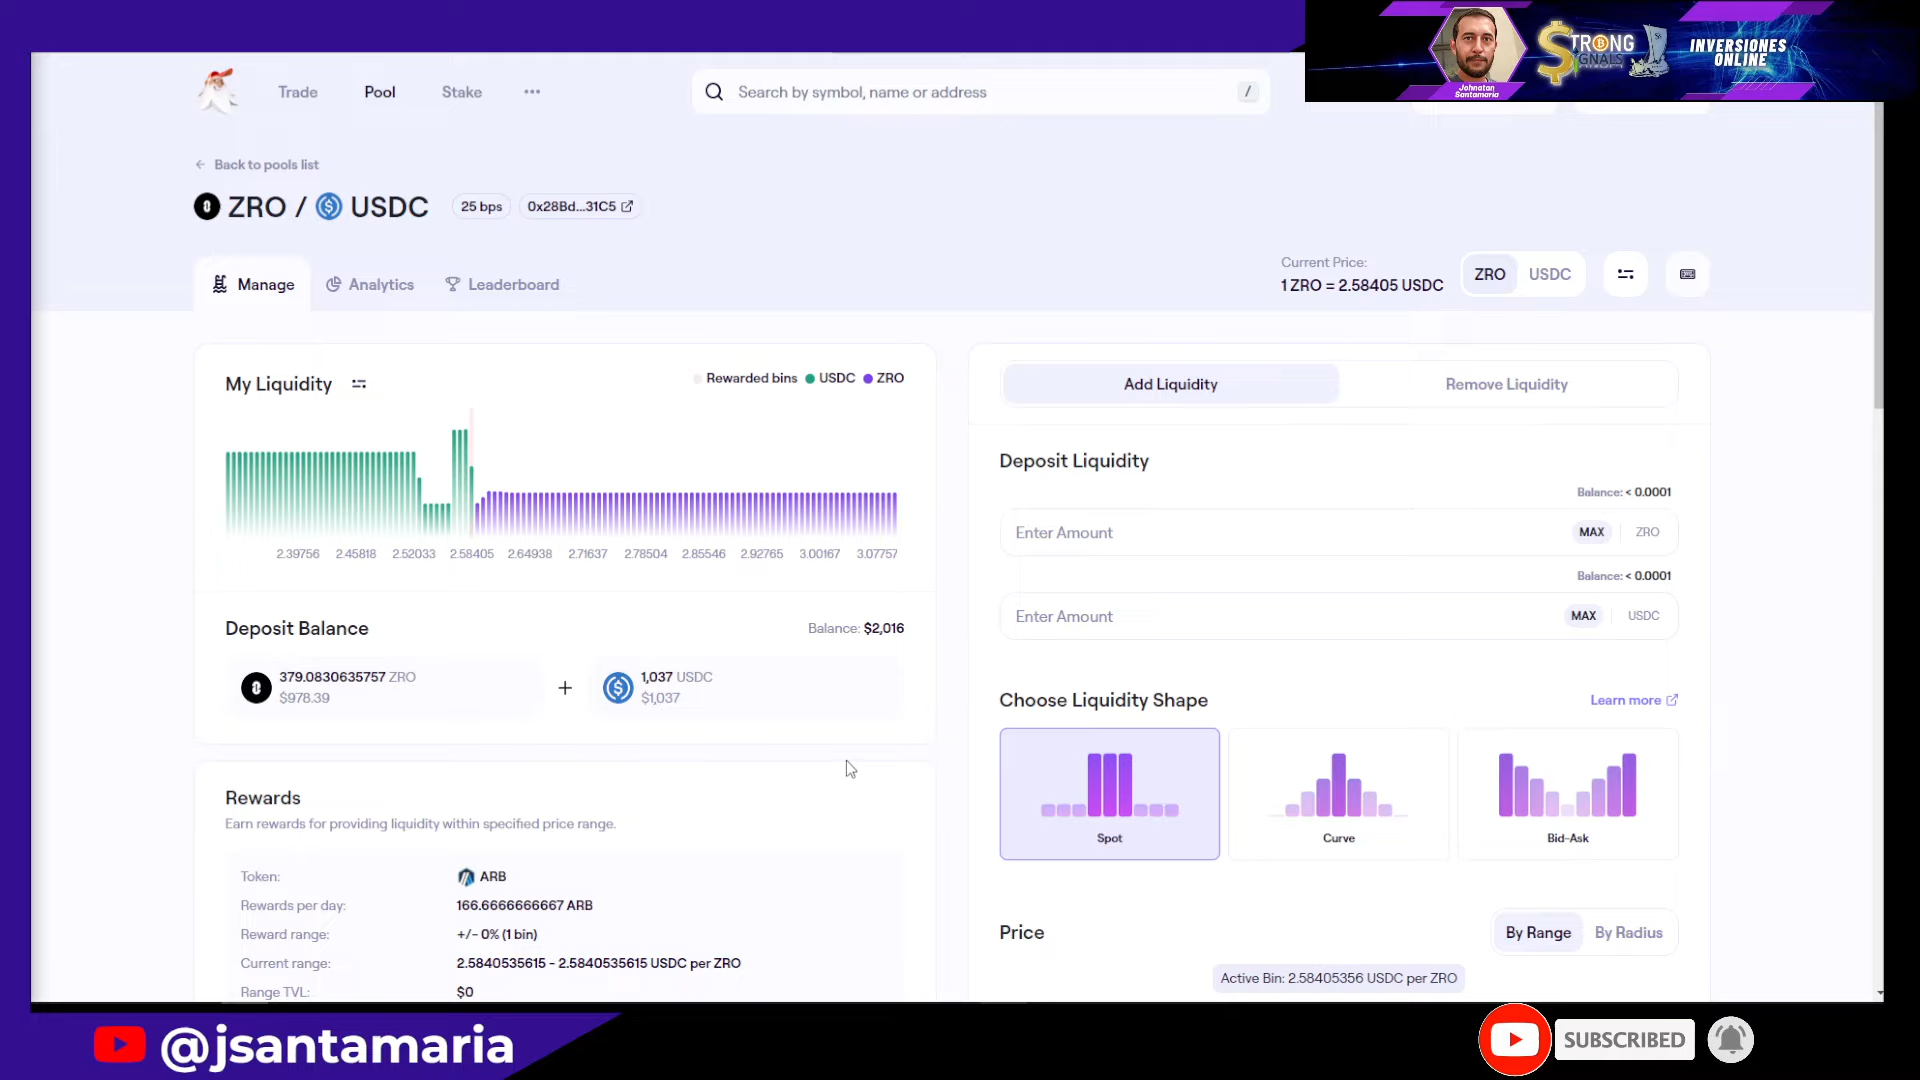 Trade
Pool
Stake
Search by symbol, name or address
/
Johnatan
Santamaria
STRONG
SIGNALS
INVERSIONES
ONLINE
Back to pools list
ZRO / USDC
25 bps
0x28Bd...31C5
Manage
Analytics
Leaderboard
Current Price:
1 ZRO = 2.58405 USDC
ZRO
USDC
My Liquidity
Rewarded bins
USDC
ZRO
2.39756 2.45818 2.52033 2.58405 2.64938 2.71637 2.78504 2.85546 2.92765 3.00167 3.07757
Deposit Balance
Balance: $2,016
379.0830635757 ZRO
$978.39
+
1,037 USDC
$1,037
Rewards
Earn rewards for providing liquidity within specified price range.
Token: ARB
Rewards per day: 166.6666666667 ARB
Reward range: +/- 0% (1 bin)
Current range: 2.5840535615 - 2.5840535615 USDC per ZRO
Range TVL: $0
Add Liquidity
Remove Liquidity
Deposit Liquidity
Balance: < 0.0001
Enter Amount
MAX
ZRO
Balance: < 0.0001
Enter Amount
MAX
USDC
Choose Liquidity Shape
Learn more
Spot
Curve
Bid-Ask
Price
By Range
By Radius
Active Bin: 2.58405356 USDC per ZRO
@jsantamaria
SUBSCRIBED